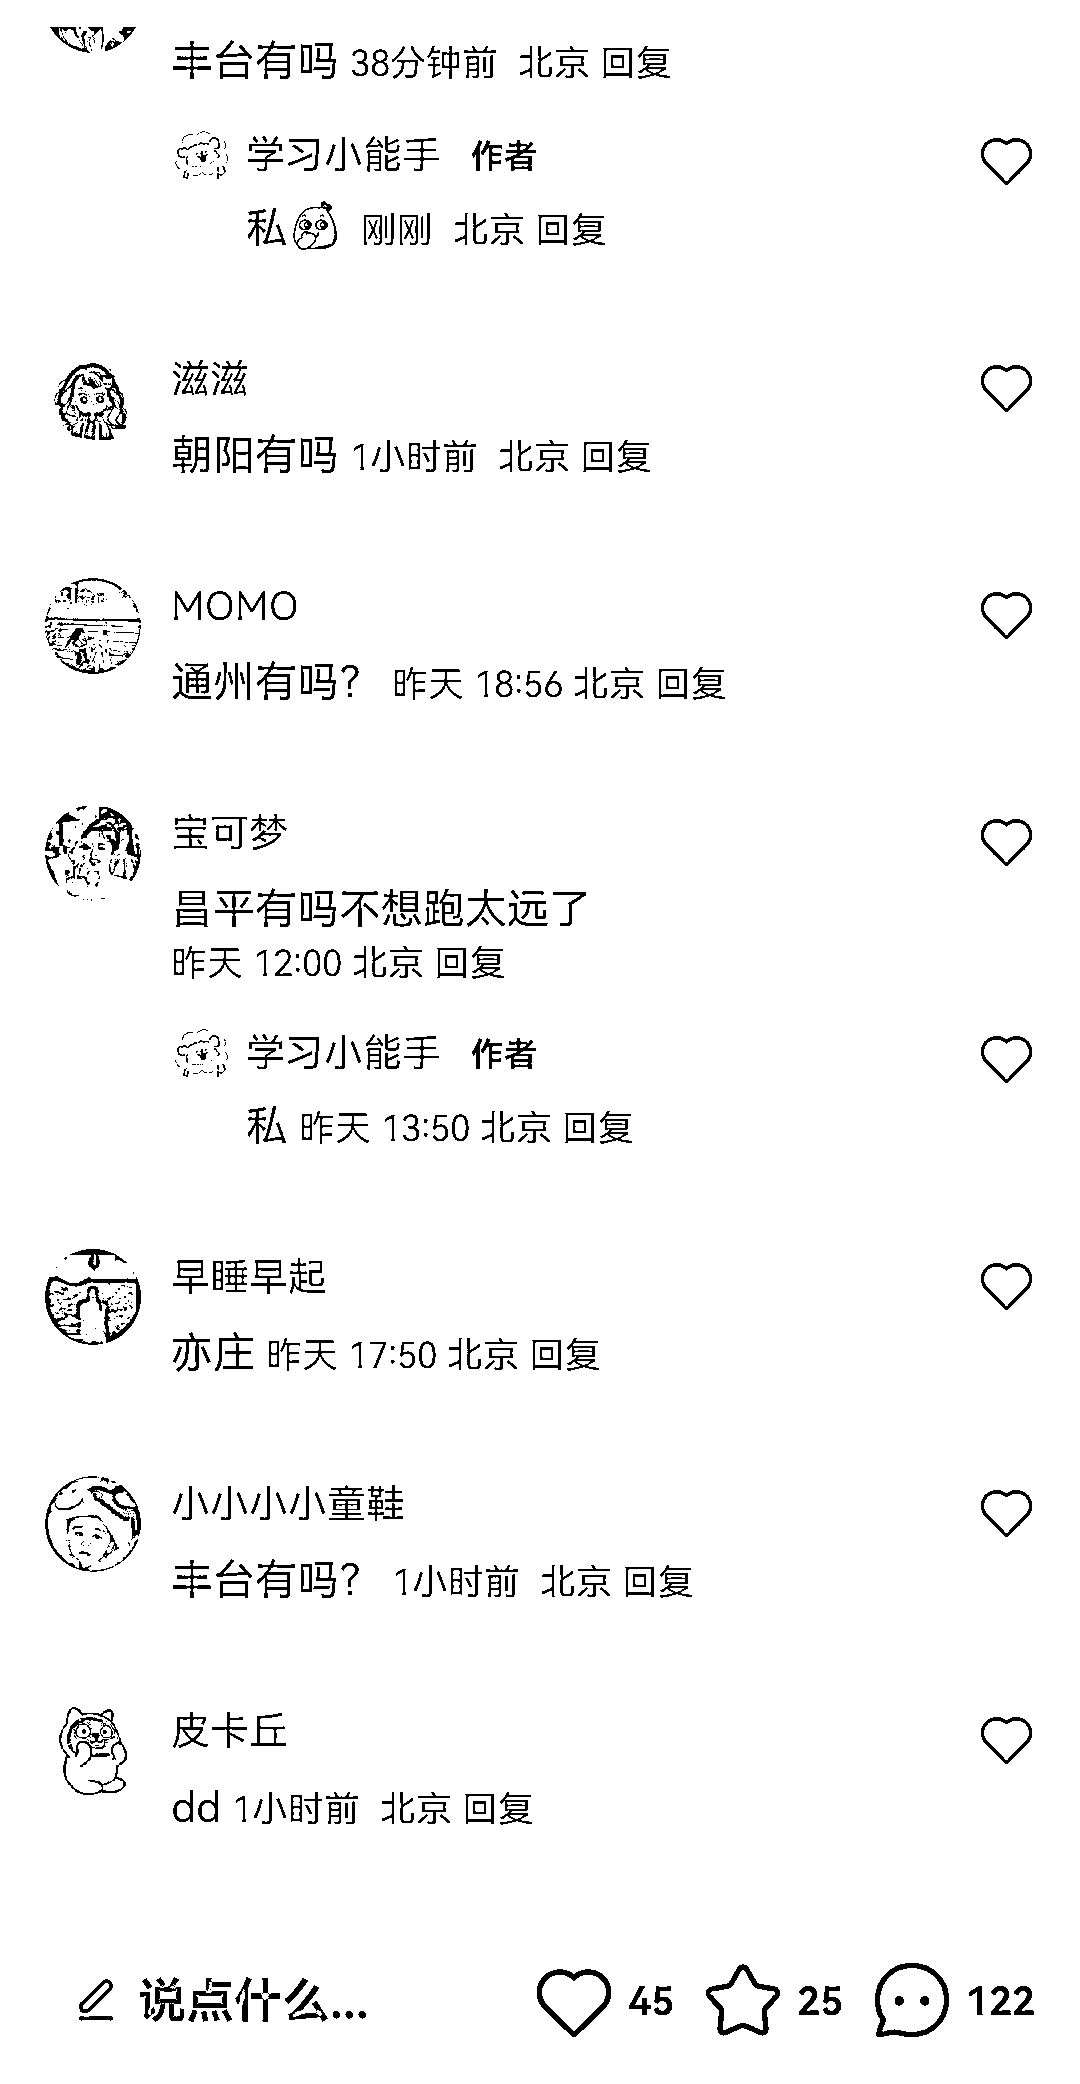 丰台有吗 38分钟前 北京 回复
学习小能手 作者
私 刚刚 北京 回复
滋滋
朝阳有吗 1小时前 北京 回复
MOMO
通州有吗？ 昨天 18:56 北京 回复
宝可梦
昌平有吗不想跑太远了
昨天 12:00 北京 回复
学习小能手 作者
私 昨天 13:50 北京 回复
早睡早起
亦庄 昨天 17:50 北京 回复
小小小小童鞋
丰台有吗？ 1小时前 北京 回复
皮卡丘
dd 1小时前 北京 回复
说点什么... 45 25 122